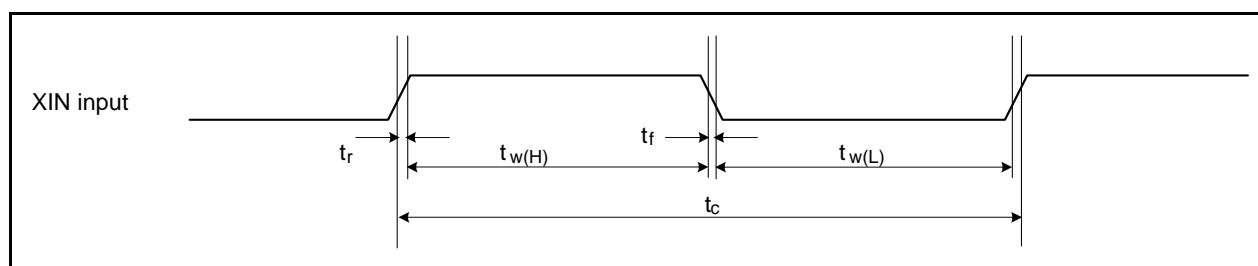 XIN input
tr
tw(H)
tf
tw(L)
tc